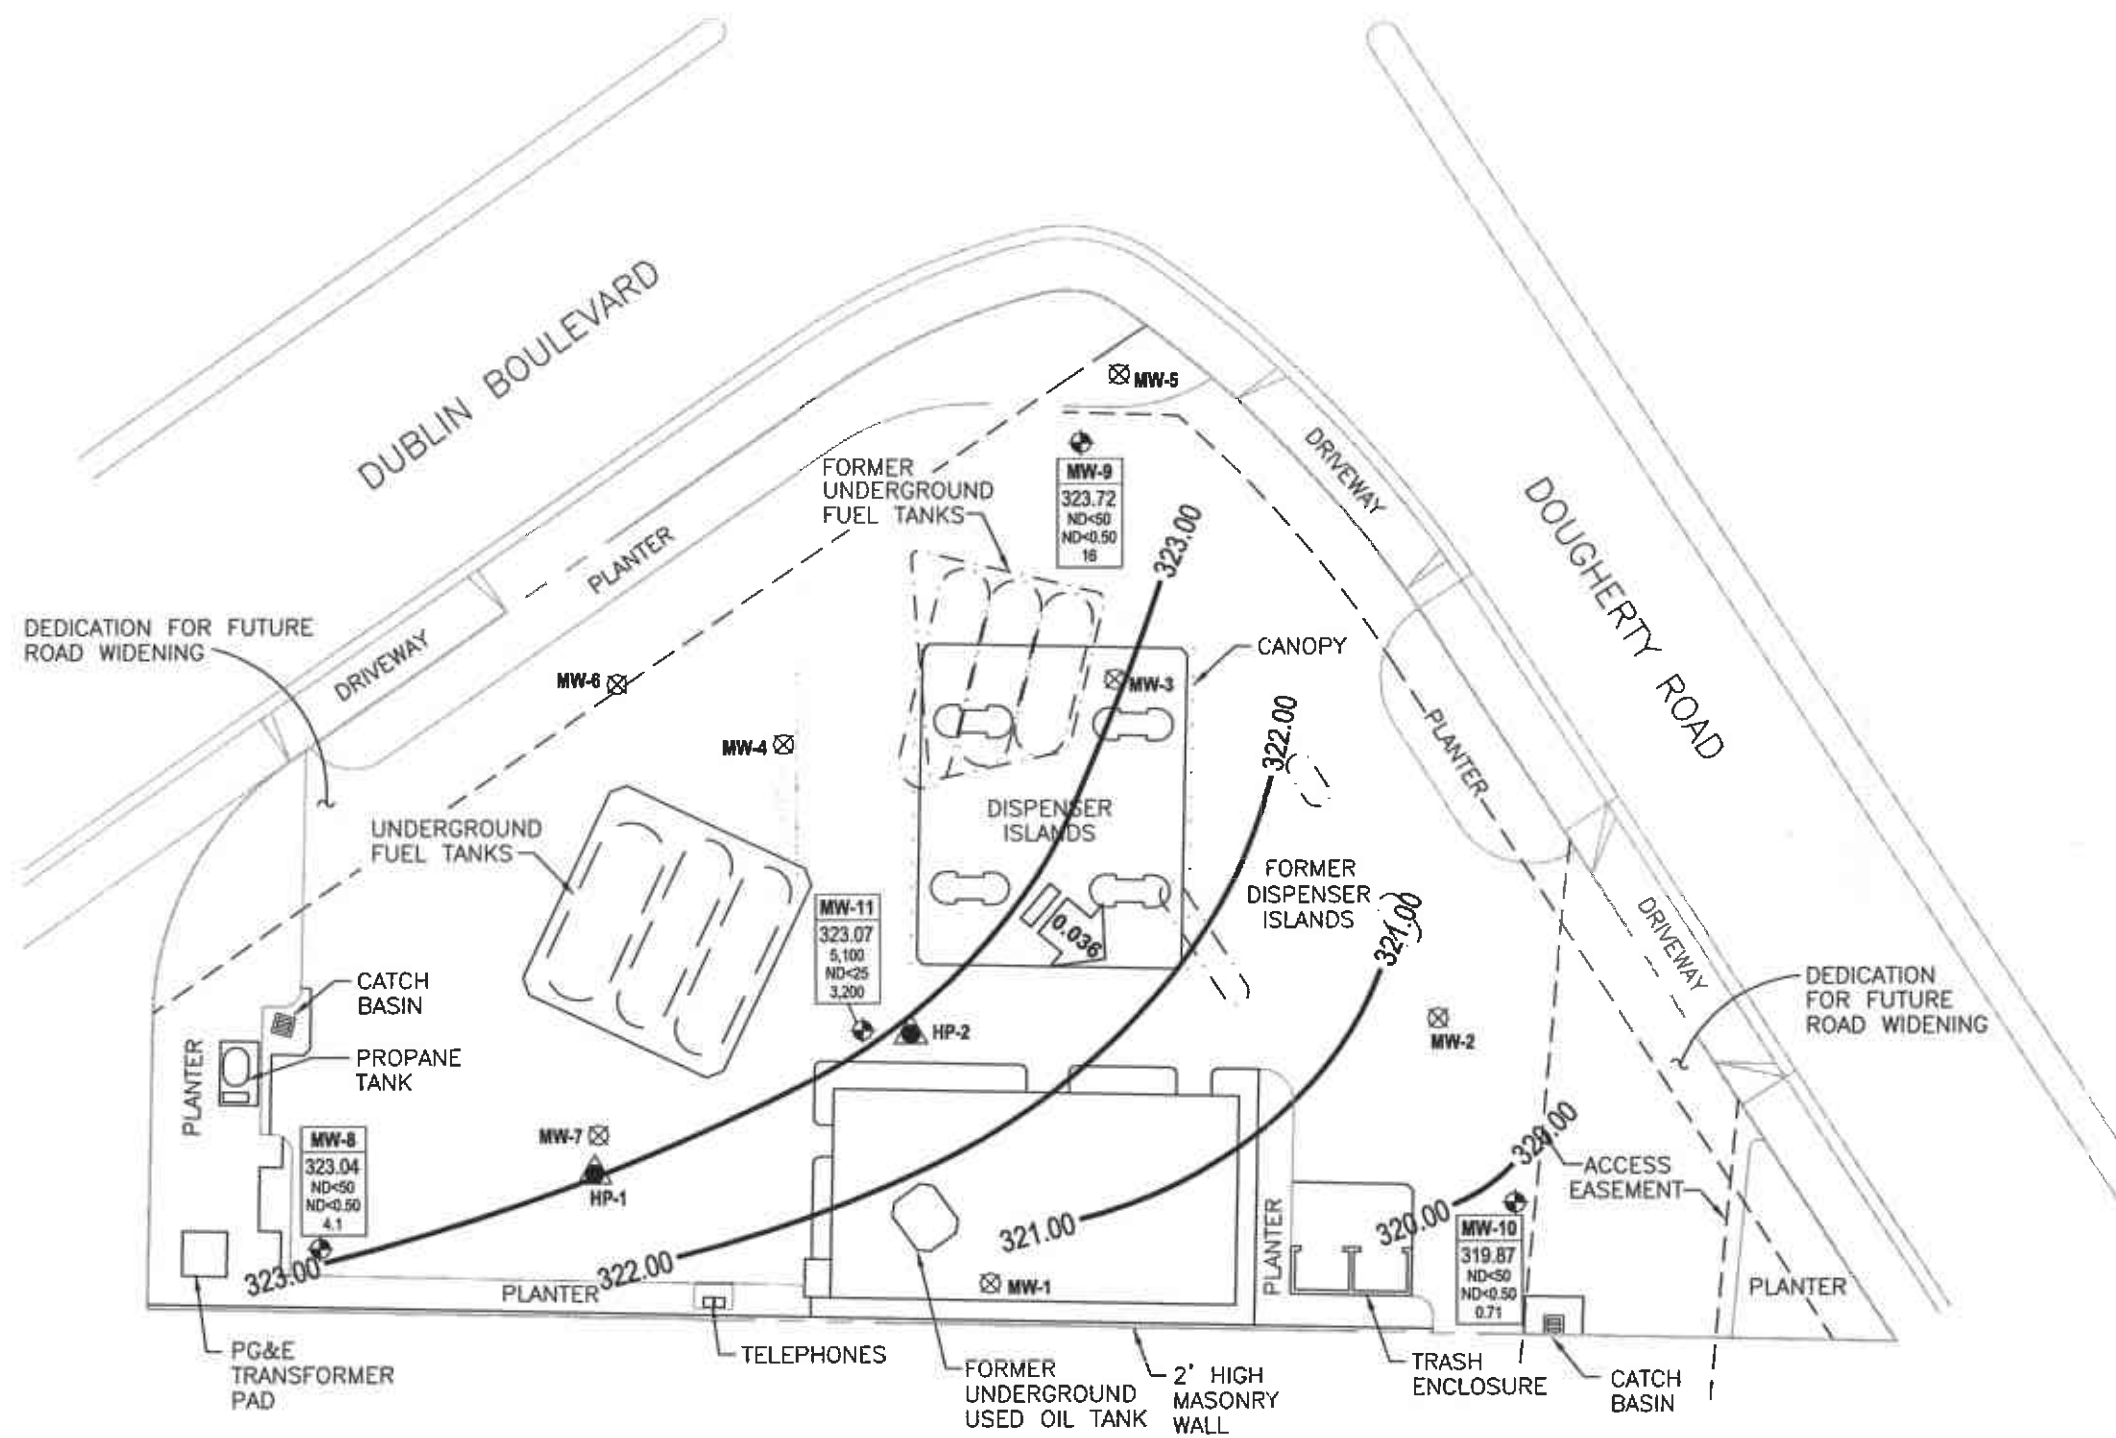 DUBLIN BOULEVARD
DOUGHERTY ROAD
MW-5
DRIVEWAY
MW-9
323.72
ND<50
ND<0.50
16
FORMER
UNDERGROUND
FUEL TANKS
323.00
PLANTER
DEDICATION FOR FUTURE
ROAD WIDENING
DRIVEWAY
CANOPY
MW-6
MW-3
MW-4
322.00
PLANTER
DISPENSER
ISLANDS
UNDERGROUND
FUEL TANKS
FORMER
DISPENSER
ISLANDS
MW-11
323.07
5,100
ND<25
3,200
0.036
321.00
DRIVEWAY
CATCH
BASIN
DEDICATION
FOR FUTURE
ROAD WIDENING
HP-2
MW-2
PROPANE
TANK
PLANTER
MW-8
323.04
ND<50
ND<0.50
4.1
MW-7
HP-1
320.00
ACCESS
EASEMENT
323.00
322.00
321.00
320.00
PLANTER
MW-10
319.87
ND<50
ND<0.50
0.71
MW-1
PLANTER
PLANTER
PG&E
TRANSFORMER
PAD
TELEPHONES
FORMER
UNDERGROUND
USED OIL TANK
2' HIGH
MASONRY
WALL
TRASH
ENCLOSURE
CATCH
BASIN